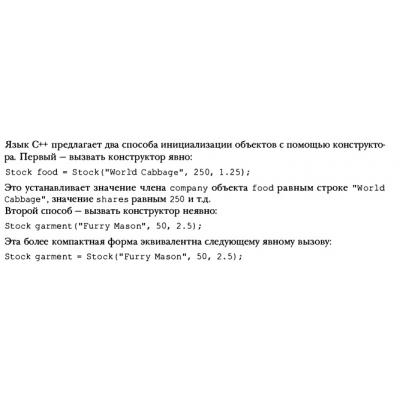 Язык C++ предлагает два способа инициализации объектов с помощью конструкто-
ра. Первый — вызвать конструктор явно:
Stock food = Stock("World Cabbage", 250, 1.25);
Это устанавливает значение члена company объекта food равным строке "World
Cabbage", значение shares равным 250 и т.д.
Второй способ — вызвать конструктор неявно:
Stock garment("Furry Mason", 50, 2.5);
Эта более компактная форма эквивалентна следующему явному вызову:
Stock garment = Stock("Furry Mason", 50, 2.5);